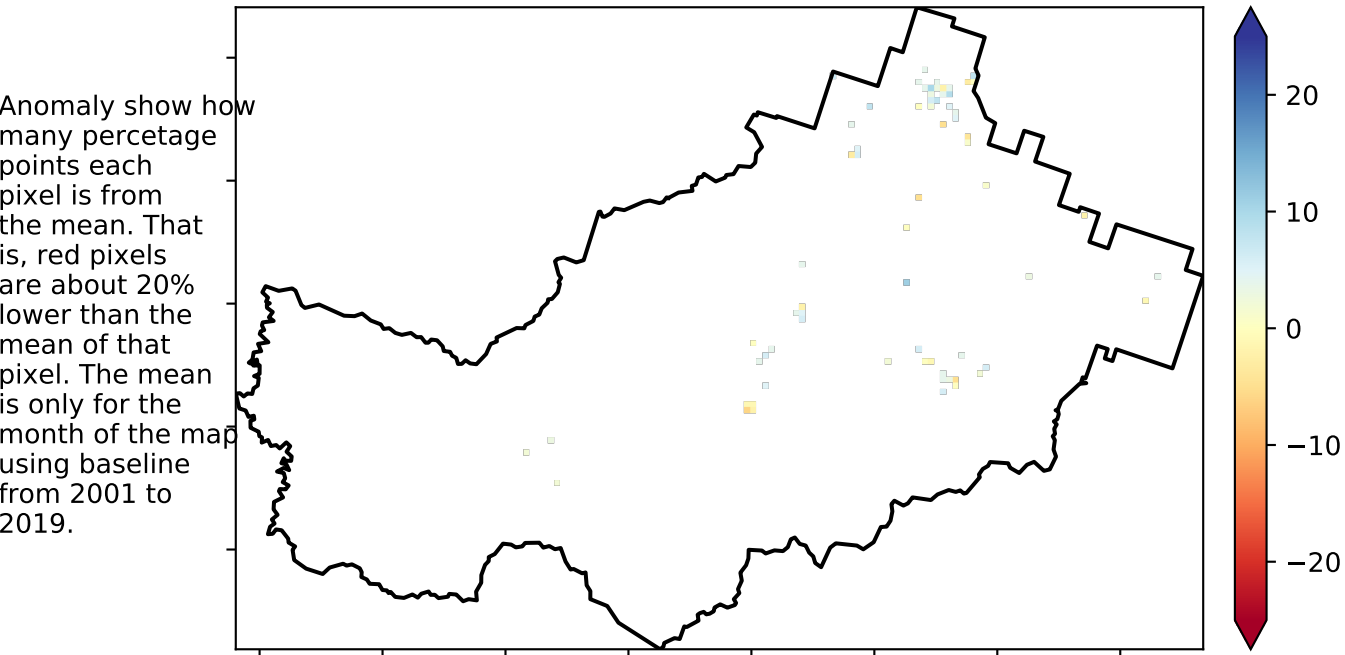 Anomaly show how
many percetage
points each
pixel is from
the mean. That
is, red pixels
are about 20%
lower than the
mean of that
pixel. The mean
is only for the
month of the map
using baseline
from 2001 to
2019.
20
10
0
−10
−20